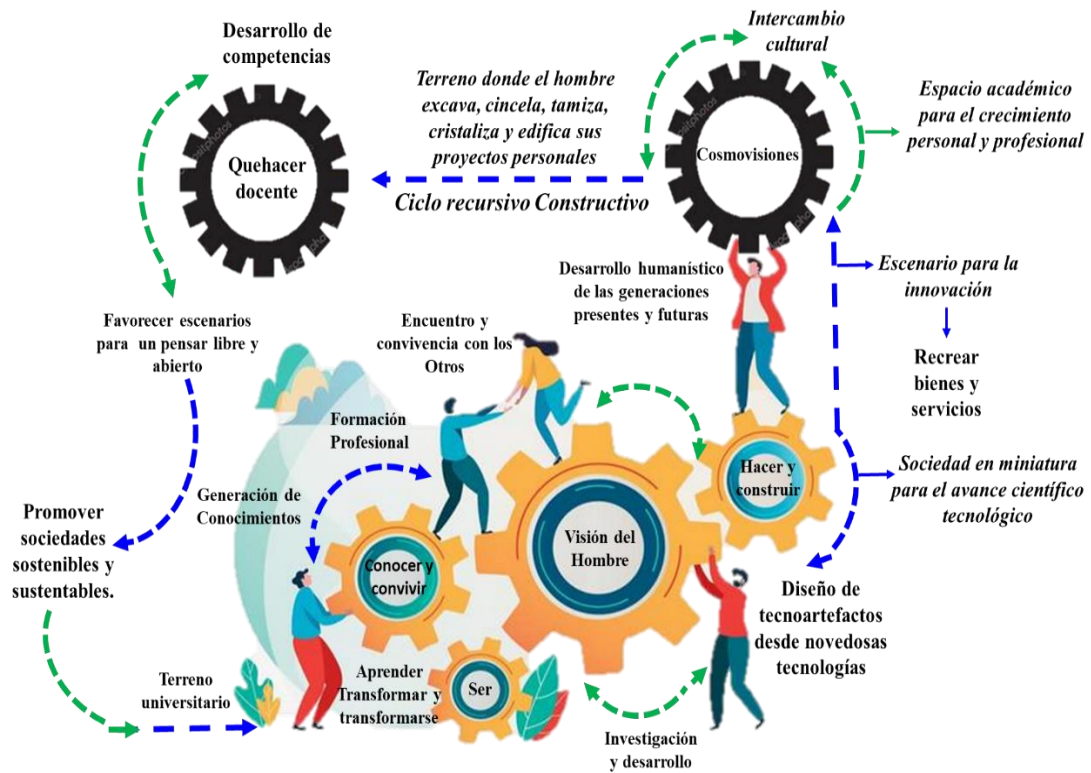 Desarrollo de
competencias
Intercambio
cultural
Terreno donde el hombre
excava, cincela, tamiza,
cristaliza y edifica sus
proyectos personales
Espacio académico
para el crecimiento
personal y profesional
Quehacer
docente
Cosmovisiones
Ciclo recursivo Constructivo
Desarrollo humanístico
de las generaciones
presentes y futuras
Escenario para la
innovación
Favorecer escenarios
para un pensar libre y
abierto
Encuentro y
convivencia con los
Otros
Recrear
bienes y
servicios
Formación
Profesional
Hacer y
construir
Sociedad en miniatura
para el avance científico
tecnológico
Generación de
Conocimientos
Promover
sociedades
sostenibles y
sustentables.
Visión del
Hombre
Conocer y
convivir
Diseño de
tecnoartefactos
desde novedosas
tecnologías
Terreno
universitario
Aprender
Transformar y
transformarse
Ser
Investigación
y desarrollo